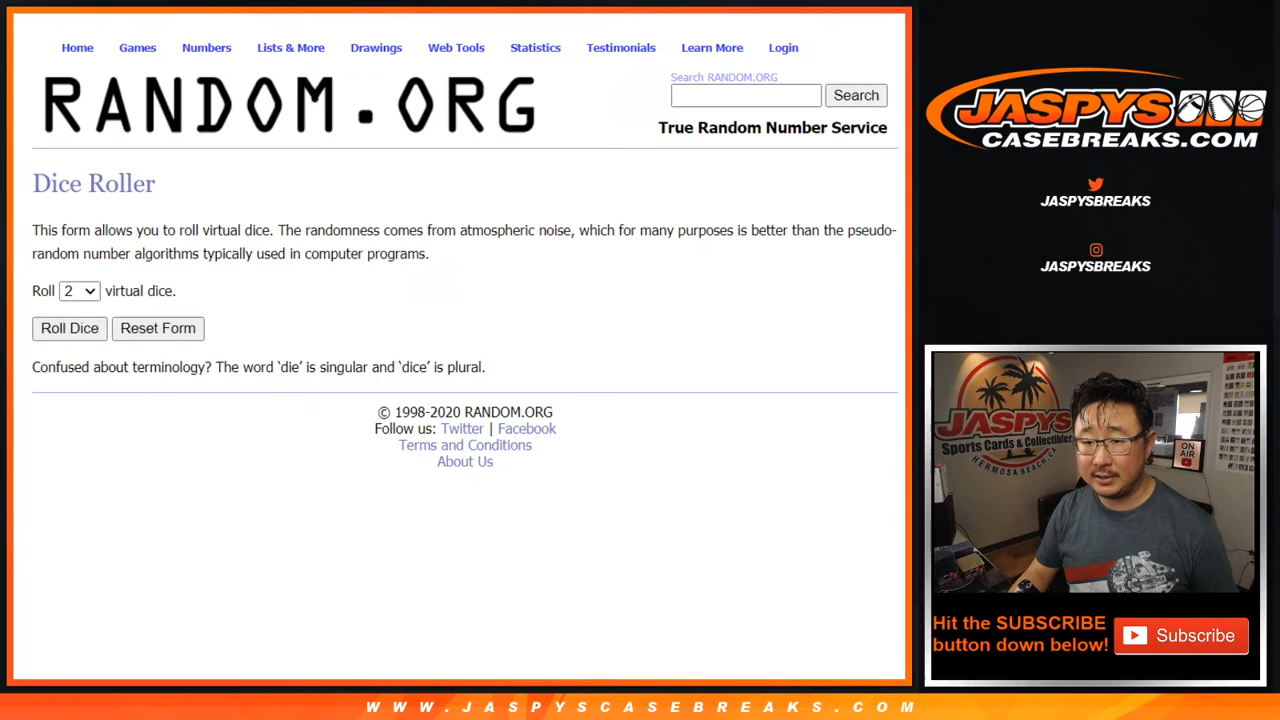 Home Games Numbers Lists & More Drawings Web Tools Statistics Testimonials Learn More Login
RANDOM.ORG
Search RANDOM.ORG
Search
True Random Number Service
Dice Roller
This form allows you to roll virtual dice. The randomness comes from atmospheric noise, which for many purposes is better than the pseudo-
random number algorithms typically used in computer programs.
Roll 2 virtual dice.
Roll Dice Reset Form
Confused about terminology? The word ‘die’ is singular and ‘dice’ is plural.
© 1998-2020 RANDOM.ORG
Follow us: Twitter | Facebook
Terms and Conditions
About Us
JASPYS
CASEBREAKS.COM
JASPYSBREAKS
JASPYSBREAKS
JASPYS
Sports Cards & Collectibles
HERMOSA BEACH, CA
ON
AIR
Hit the SUBSCRIBE
button down below!
Subscribe
WWW.JASPYSCASEBREAKS.COM